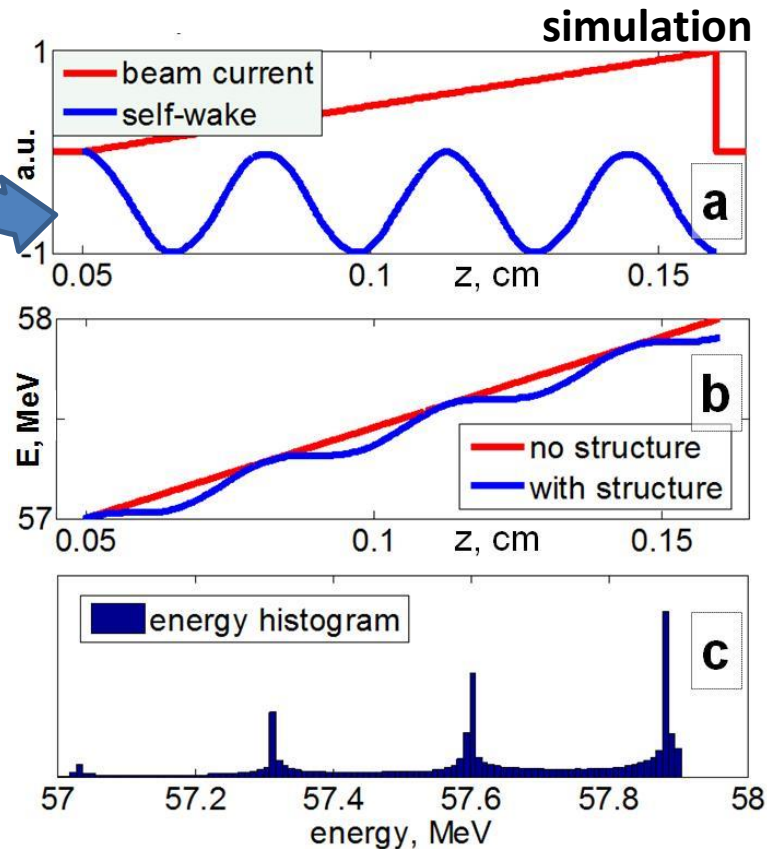 simulation
1
beam current
self-wake
a.u.
a
-1
0.05
0.1
z, cm
0.15
58
E, MeV
b
no structure
with structure
57
0.05
0.1
z, cm
0.15
energy histogram
c
57
57.2
57.4
57.6
57.8
58
energy, MeV